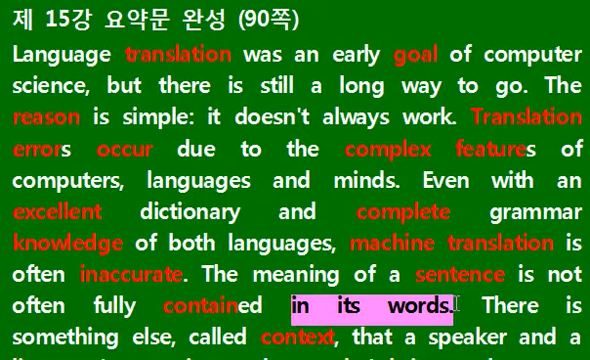 제 15강 요약문 완성 (90쪽)
Language translation was an early goal of computer
science, but there is still a long way to go. The
reason is simple: it doesn't always work. Translation
errors occur due to the complex features of
computers, languages and minds. Even with an
excellent dictionary and complete grammar
knowledge of both languages, machine translation is
often inaccurate. The meaning of a sentence is not
often fully contained in its words. There is
something else, called context, that a speaker and a